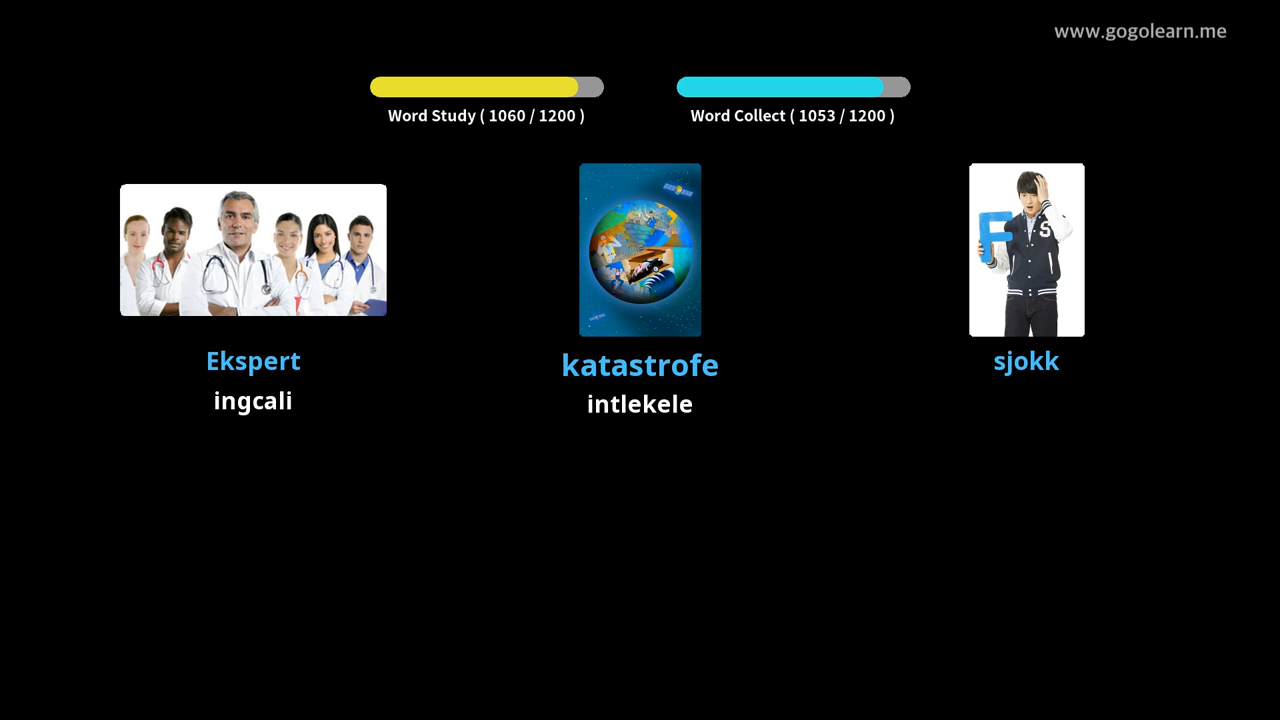 www.gogolearn.me
Word Study ( 1060 / 1200 )
Word Collect ( 1053 / 1200 )
Ekspert
ingcali
katastrofe
intlekele
F
S
sjokk